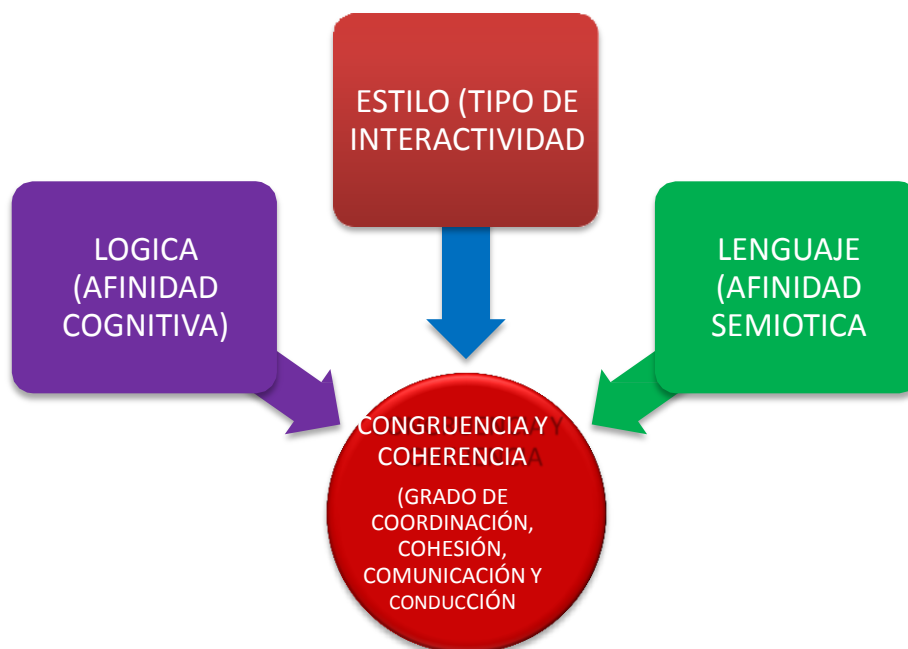 ESTILO (TIPO DE
INTERACTIVIDAD
LOGICA
(AFINIDAD
COGNITIVA)
LENGUAJE
(AFINIDAD
SEMIOTICA
CONGRUENCIA Y
COHERENCIA
(GRADO DE
COORDINACIÓN,
COHESIÓN,
COMUNICACIÓN Y
CONDUCCIÓN